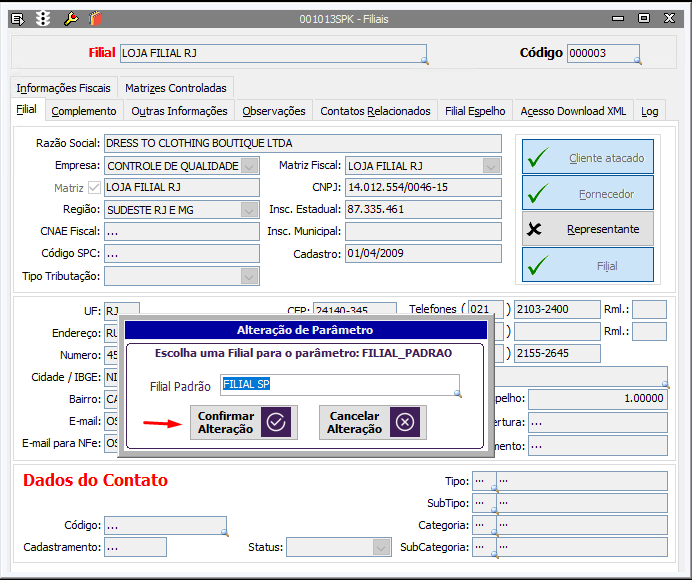 001013SPK - Filiais
Filial LOJA FILIAL RJ Código 000003
Informações Fiscais Matrizes Controladas
Filial Complemento Outras Informações Observações Contatos Relacionados Filial Espelho Acesso Download XML Log
Razão Social: DRESS TO CLOTHING BOUTIQUE LTDA
Empresa: CONTROLE DE QUALIDADE Matriz Fiscal: LOJA FILIAL RJ
Matriz LOJA FILIAL RJ CNPJ: 14.012.554/0046-15
Região: SUDESTE RJ E MG Insc. Estadual: 87.335.461
CNAE Fiscal: ... Insc. Municipal:
Código SPC: ... Cadastro: 01/04/2009
Tipo Tributação:
Cliente atacado
Fornecedor
Representante
Filial
UF: RJ CEP: 24140-345 Telefones ( 021 ) 2103-2400 Rml.:
Endereço: RU ) Rml.:
Numero: 45 ) 2155-2645
Cidade / IBGE: NI
Bairro: CA pelho: 1.00000
E-mail: OS ertura: ...
E-mail para NFe: OS mento: ...
Alteração de Parâmetro
Escolha uma Filial para o parâmetro: FILIAL_PADRAO
Filial Padrão FILIAL SP
Confirmar
Alteração
Cancelar
Alteração
Dados do Contato
Tipo: ... ...
SubTipo: ... ...
Código: ... Categoria: ... ...
Cadastramento: ... Status: SubCategoria: ... ...